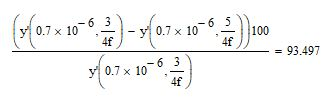 (y'(0.7 × 10^-6, 3/4f) - y'(0.7 × 10^-6, 5/4f))100 / y'(0.7 × 10^-6, 3/4f) = 93.497